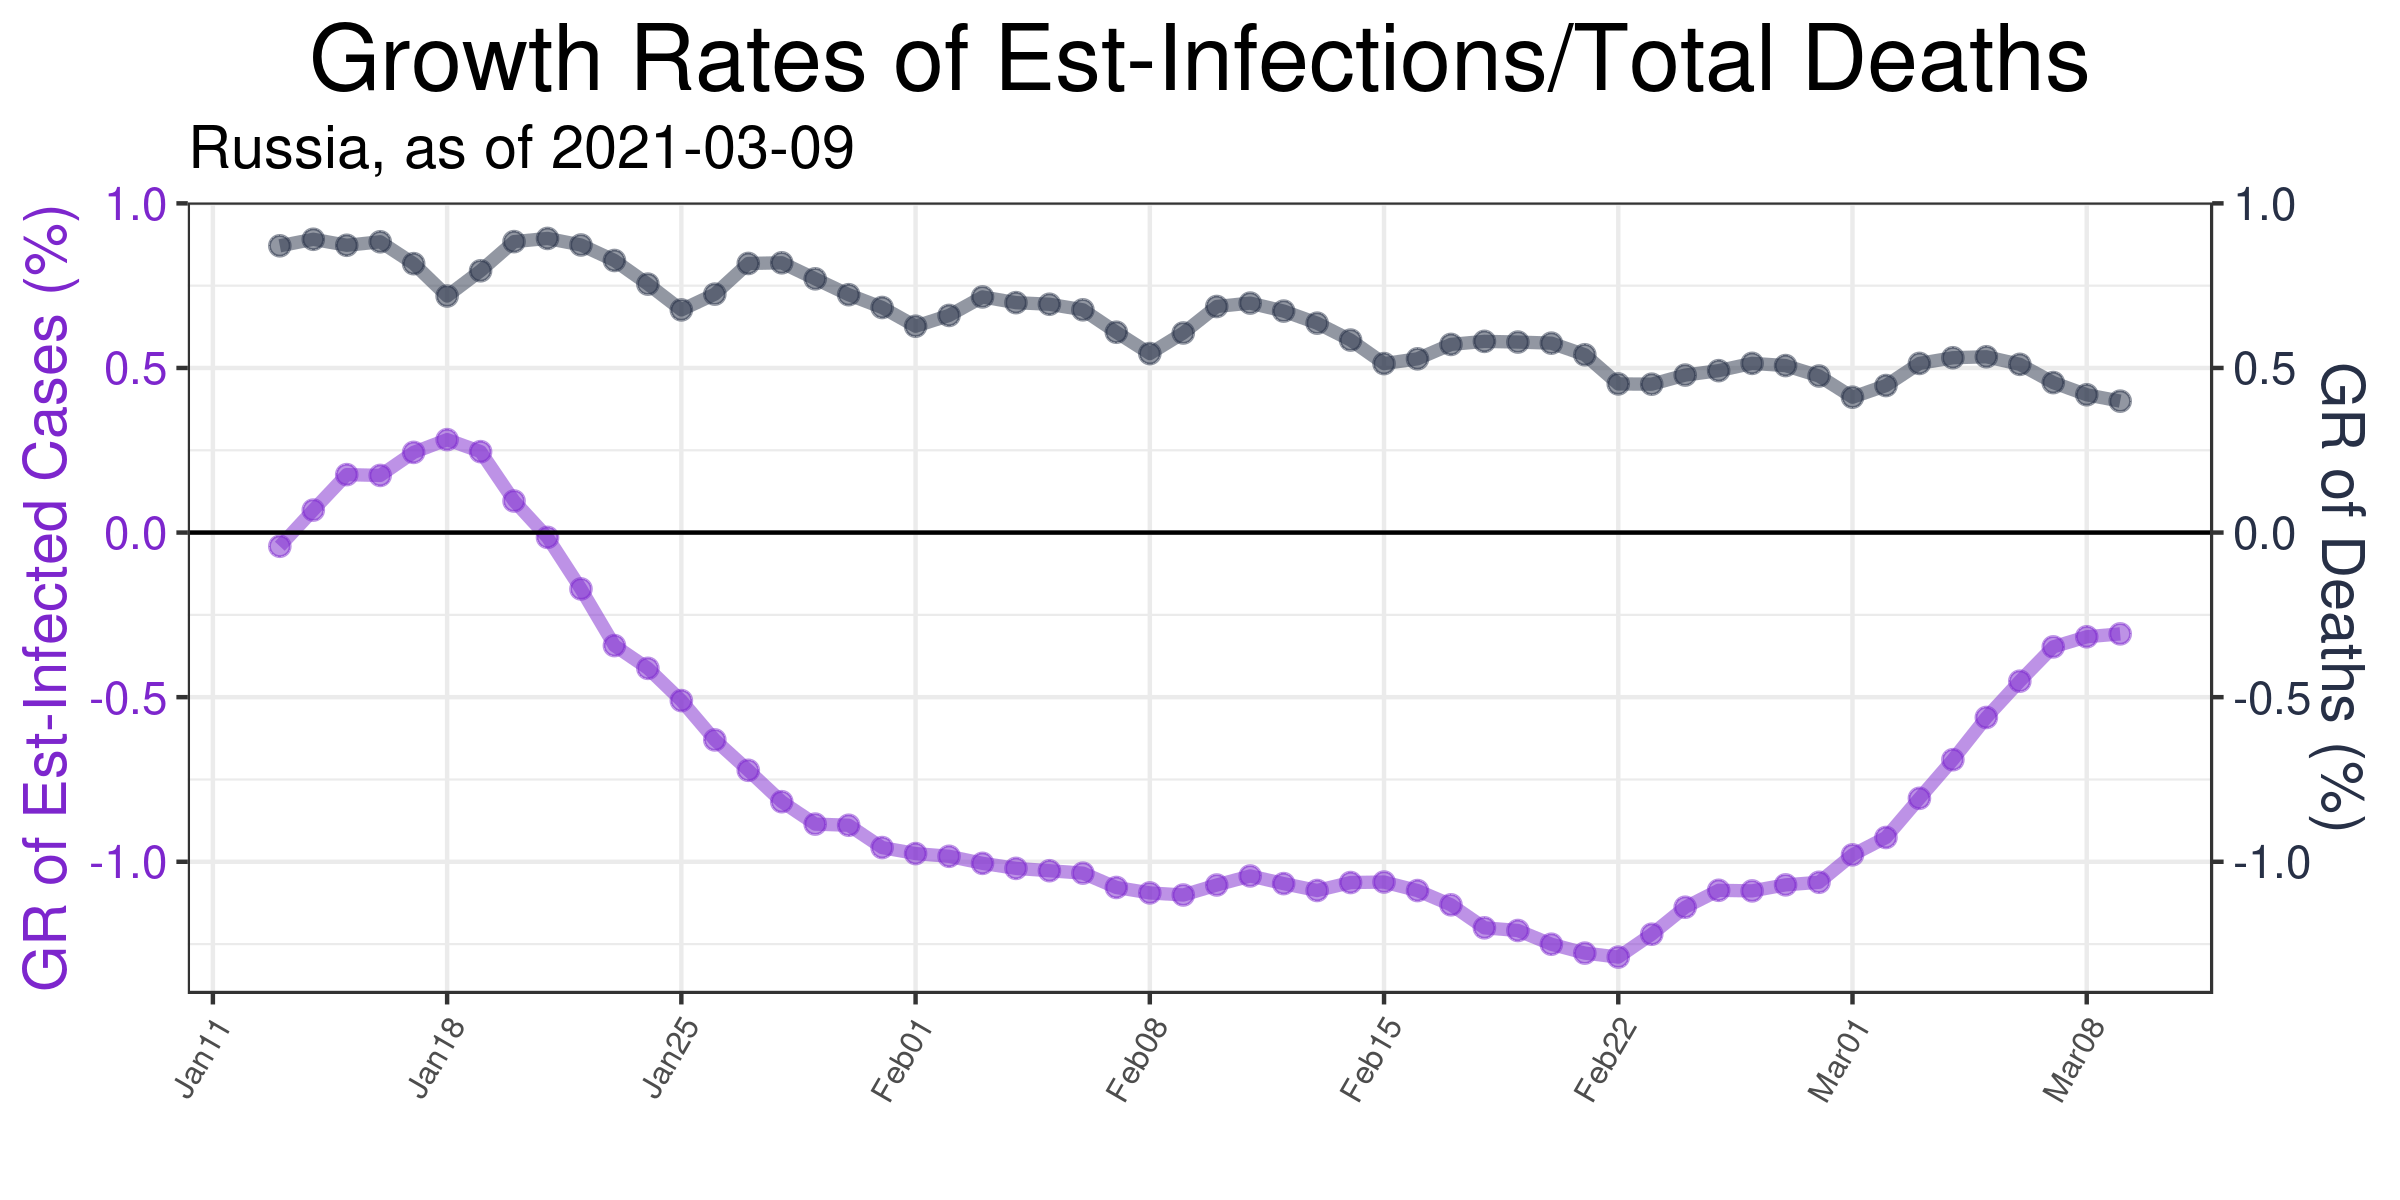 Growth Rates of Est-Infections/Total Deaths
Russia, as of 2021-03-09
GR of Est-Infected Cases (%)
1.0
0.5
0.0
-0.5
-1.0
1.0
0.5
0.0
-0.5
-1.0
GR of Deaths (%)
Jan11
Jan18
Jan25
Feb01
Feb08
Feb15
Feb22
Mar01
Mar08